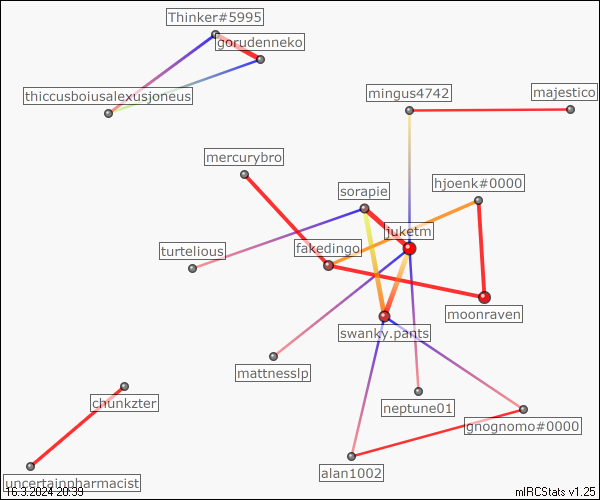 Thinker#5995
gorudenneko
thiccusboiusalexusjoneus
mingus4742
majestico
mercurybro
sorapie
hjoenk#0000
juketm
turtelious
fakedingo
moonraven
swanky.pants
mattnesslp
chunkzter
neptune01
gnognomo#0000
alan1002
uncertainpharmacist
16.3.2024 20:39
mIRCStats v1.25